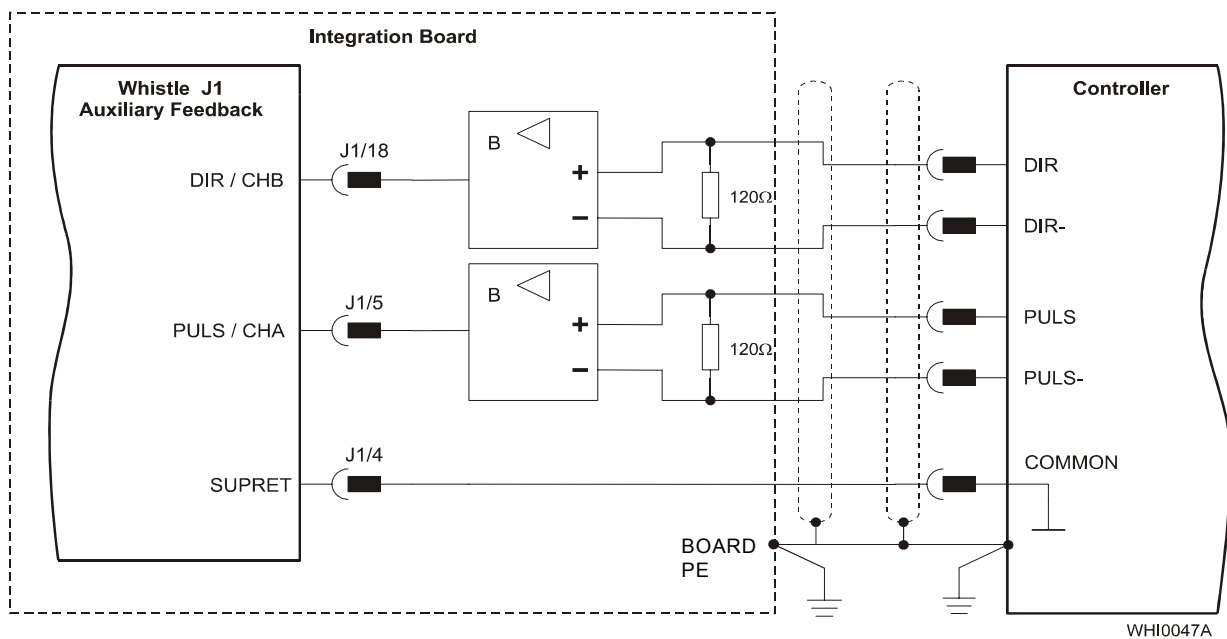 Integration Board
Whistle J1
Auxiliary Feedback
Controller
J1/18
B
DIR / CHB
+
-
120Ω
DIR
DIR-
J1/5
B
PULS / CHA
+
-
120Ω
PULS
PULS-
J1/4
SUPRET
COMMON
BOARD
PE
WHI0047A